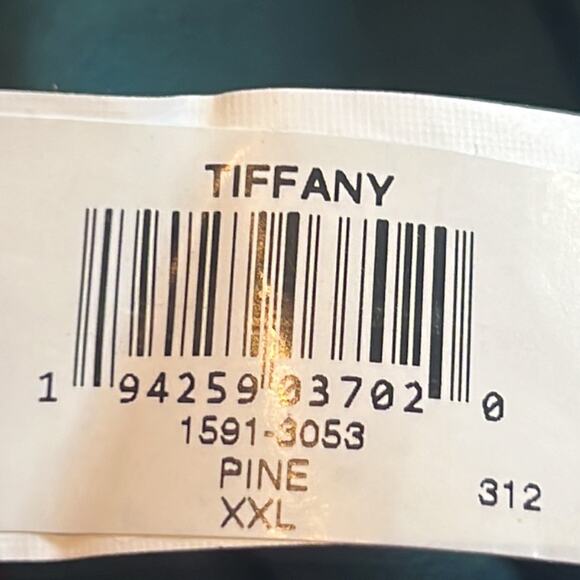 TIFFANY
1 94259 03702 0
1591-3053
PINE
312
XXL